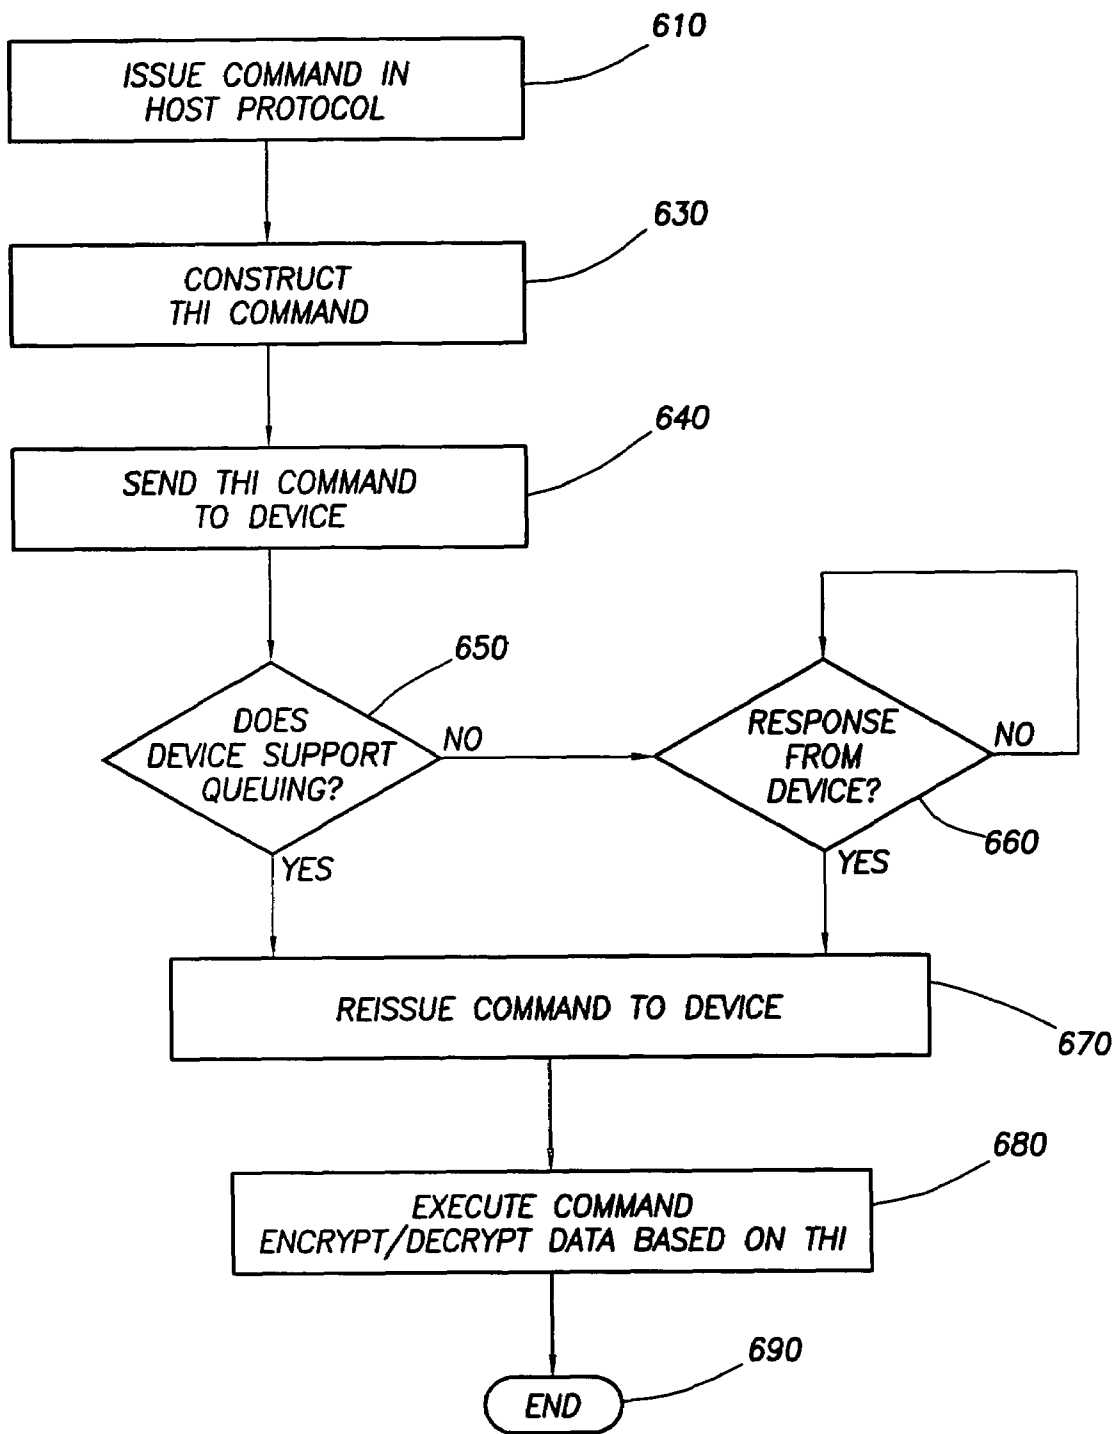 610
ISSUE COMMAND IN
HOST PROTOCOL
630
CONSTRUCT
THI COMMAND
640
SEND THI COMMAND
TO DEVICE
650
DOES
DEVICE SUPPORT
QUEUING?
NO
YES
RESPONSE
FROM
DEVICE?
NO
660
YES
REISSUE COMMAND TO DEVICE
670
680
EXECUTE COMMAND
ENCRYPT/DECRYPT DATA BASED ON THI
690
END